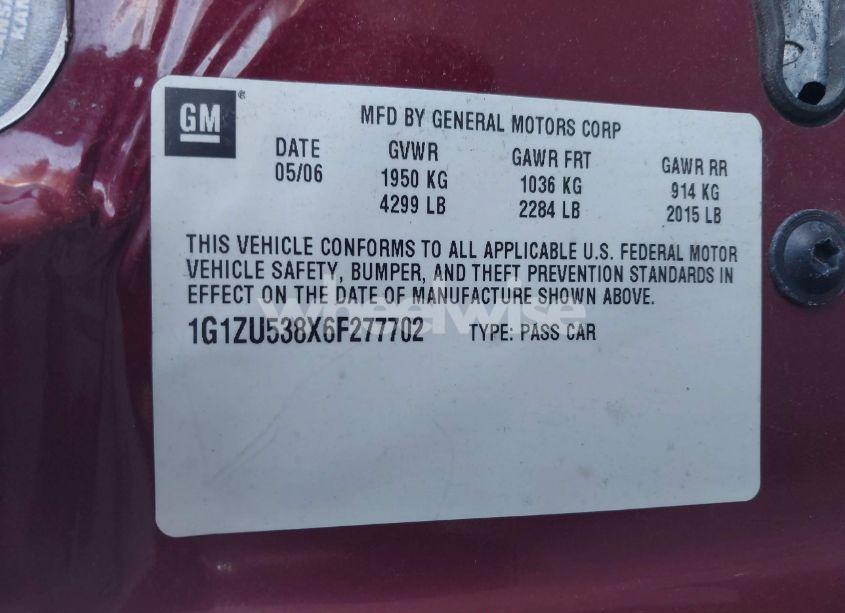 GM
MFD BY GENERAL MOTORS CORP
DATE GVWR GAWR FRT GAWR RR
05/06 1950 KG 1036 KG 914 KG
4299 LB 2284 LB 2015 LB
THIS VEHICLE CONFORMS TO ALL APPLICABLE U.S. FEDERAL MOTOR
VEHICLE SAFETY, BUMPER, AND THEFT PREVENTION STANDARDS IN
EFFECT ON THE DATE OF MANUFACTURE SHOWN ABOVE.
wheelwise
1G1ZU538X6F277702 TYPE: PASS CAR